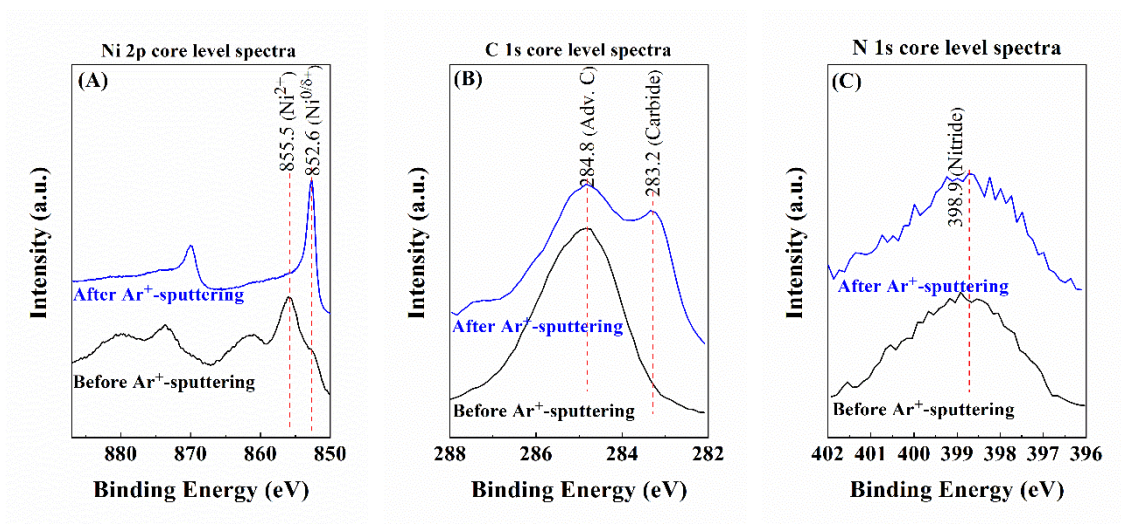 Ni 2p core level spectra
(A)
855.5 (Ni2+)
852.6 (Ni0/δ+)
After Ar+-sputtering
Before Ar+-sputtering
Intensity (a.u.)
880 870 860 850
Binding Energy (eV)
C 1s core level spectra
(B)
284.8 (Adv. C)
283.2 (Carbide)
After Ar+-sputtering
Before Ar+-sputtering
Intensity (a.u.)
288 286 284 282
Binding Energy (eV)
N 1s core level spectra
(C)
398.9 (Nitride)
After Ar+-sputtering
Before Ar+-sputtering
Intensity (a.u.)
402 401 400 399 398 397 396
Binding Energy (eV)